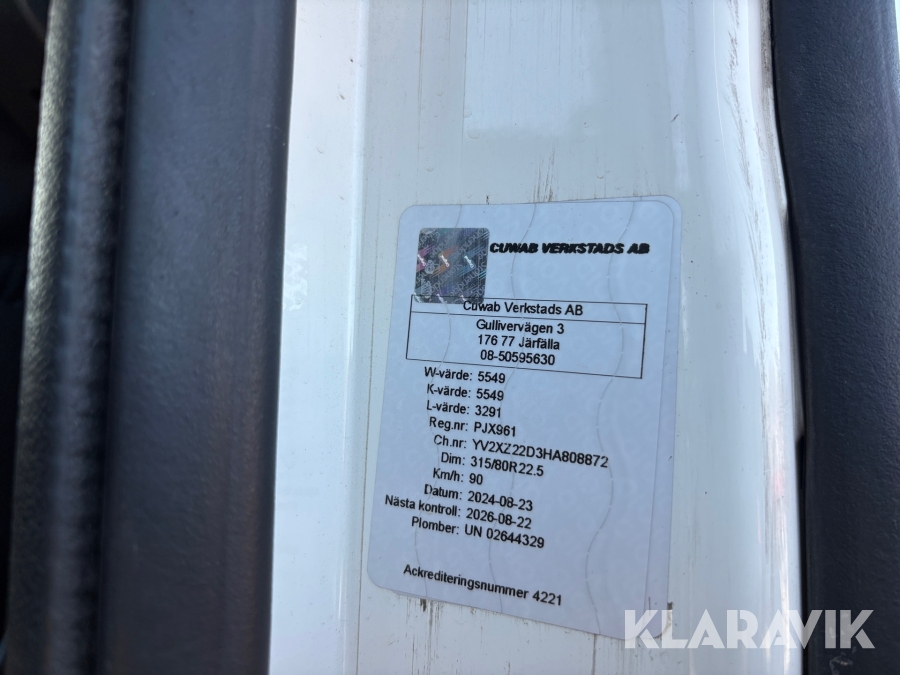 CUWAB VERKSTADS AB
Cuwab Verkstads AB
Gullivervägen 3
176 77 Järfälla
08-50595630
W-värde: 5549
K-värde: 5549
L-värde: 3291
Reg.nr: PJX961
Ch.nr: YV2XZ22D3HA808872
Dim: 315/80R22.5
Km/h: 90
Datum: 2024-08-23
Nästa kontroll: 2026-08-22
Plomber: UN 02644329
Ackrediteringsnummer 4221
KLARAVIK